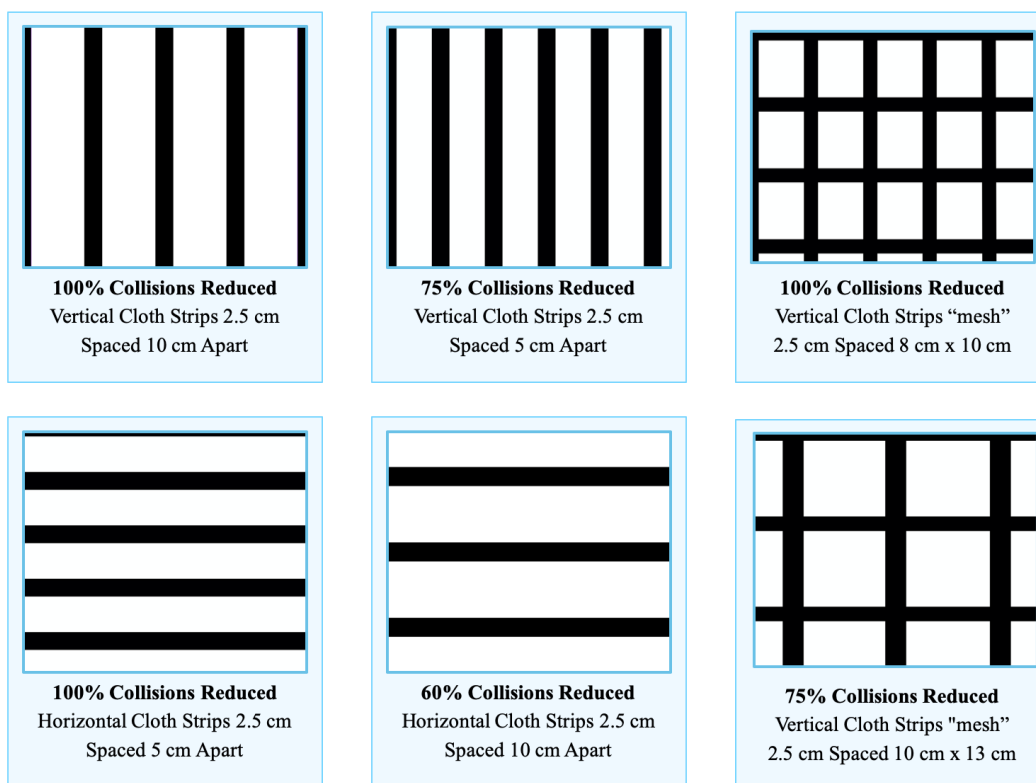 100% Collisions Reduced
Vertical Cloth Strips 2.5 cm
Spaced 10 cm Apart
75% Collisions Reduced
Vertical Cloth Strips 2.5 cm
Spaced 5 cm Apart
100% Collisions Reduced
Vertical Cloth Strips “mesh”
2.5 cm Spaced 8 cm x 10 cm
100% Collisions Reduced
Horizontal Cloth Strips 2.5 cm
Spaced 5 cm Apart
60% Collisions Reduced
Horizontal Cloth Strips 2.5 cm
Spaced 10 cm Apart
75% Collisions Reduced
Vertical Cloth Strips "mesh”
2.5 cm Spaced 10 cm x 13 cm